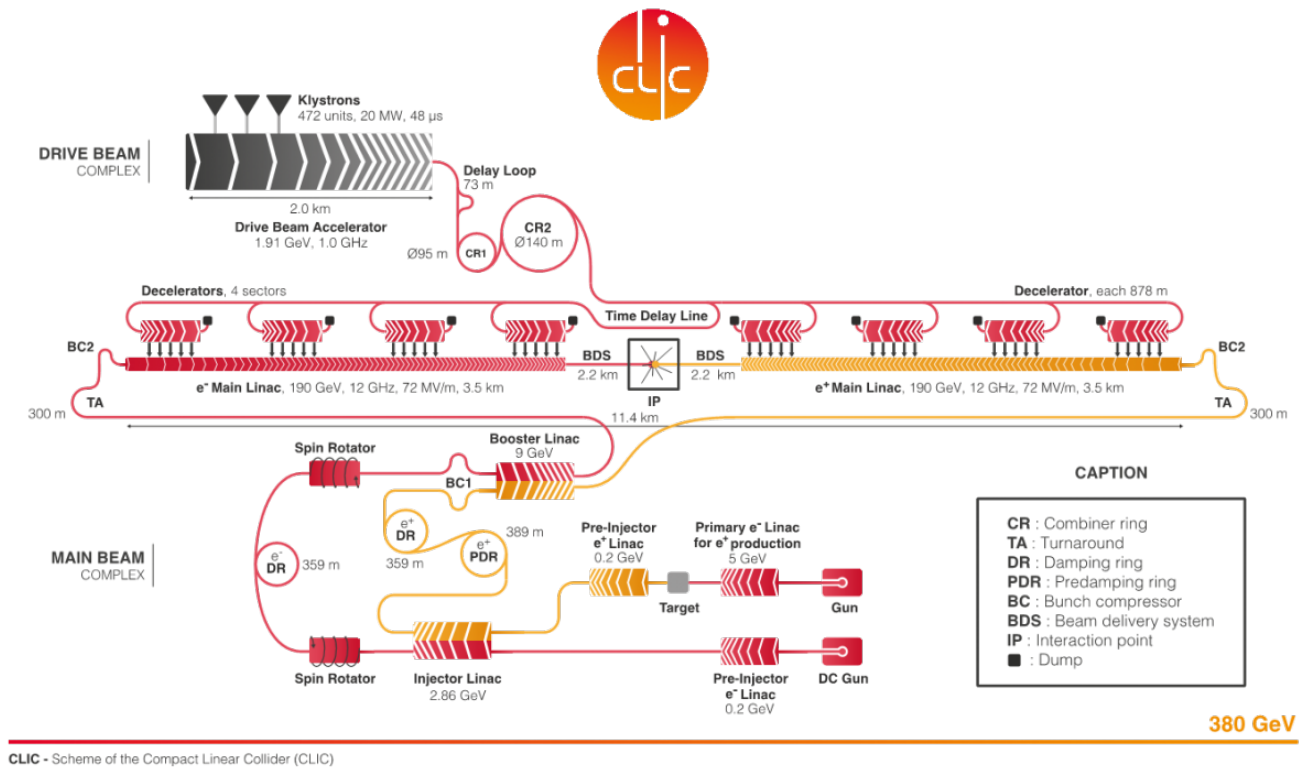 clic
Klystrons
472 units, 20 MW, 48 µs
DRIVE BEAM
COMPLEX
Delay Loop
73 m
2.0 km
Drive Beam Accelerator
1.91 GeV, 1.0 GHz
CR2
Ø140 m
Ø95 m
CR1
Decelerators, 4 sectors
Decelerator, each 878 m
Time Delay Line
BC2
BDS
2.2 km
BDS
2.2 km
BC2
e⁻ Main Linac, 190 GeV, 12 GHz, 72 MV/m, 3.5 km
IP
e⁺ Main Linac, 190 GeV, 12 GHz, 72 MV/m, 3.5 km
TA
300 m
11.4 km
TA
300 m
Spin Rotator
Booster Linac
9 GeV
BC1
CAPTION
CR : Combiner ring
TA : Turnaround
DR : Damping ring
PDR : Predamping ring
BC : Bunch compressor
BDS : Beam delivery system
IP : Interaction point
: Dump
MAIN BEAM
COMPLEX
e⁻
DR
359 m
e⁺
DR
359 m
e⁺
PDR
389 m
Pre-Injector
e⁺ Linac
0.2 GeV
Primary e⁻ Linac
for e⁺ production
5 GeV
Target
Gun
Spin Rotator
Injector Linac
2.86 GeV
Pre-Injector
e⁻ Linac
0.2 GeV
DC Gun
380 GeV
CLIC - Scheme of the Compact Linear Collider (CLIC)